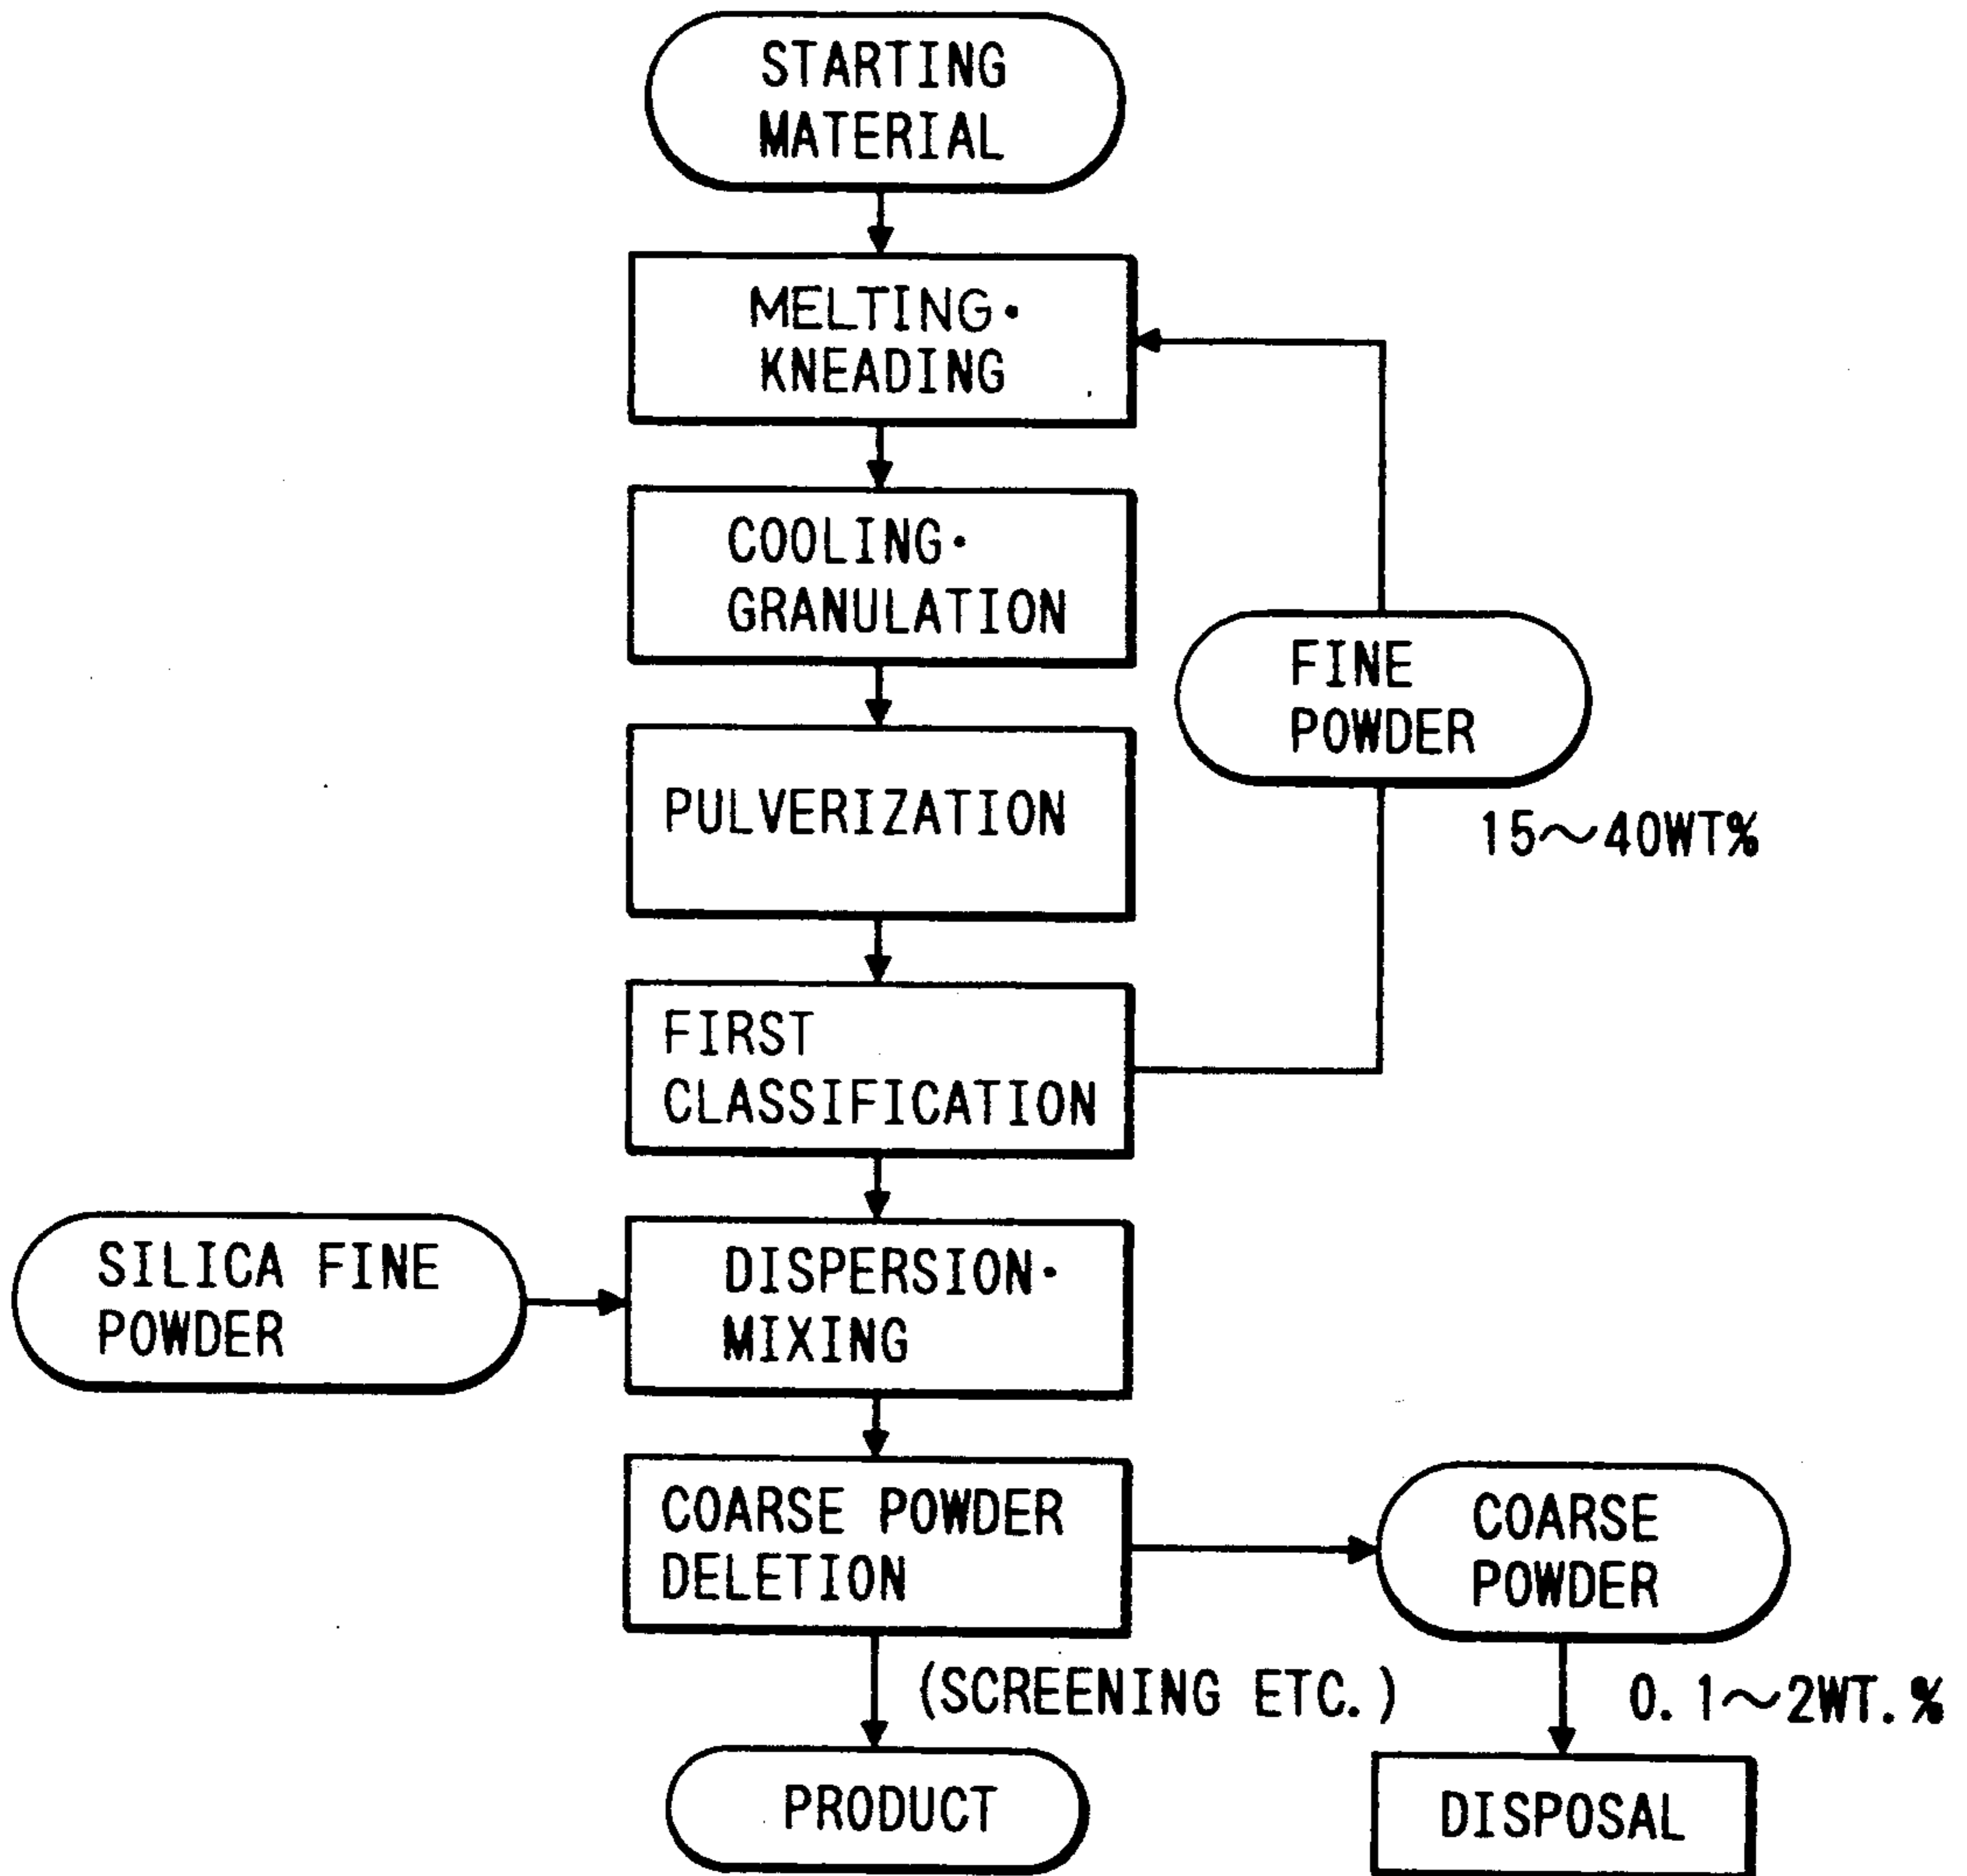 STARTING
MATERIAL
MELTING·
KNEADING
COOLING·
GRANULATION
FINE
POWDER
PULVERIZATION
15~40WT%
FIRST
CLASSIFICATION
SILICA FINE
POWDER
DISPERSION·
MIXING
COARSE POWDER
DELETION
COARSE
POWDER
(SCREENING ETC.)
0.1~2WT.%
PRODUCT
DISPOSAL